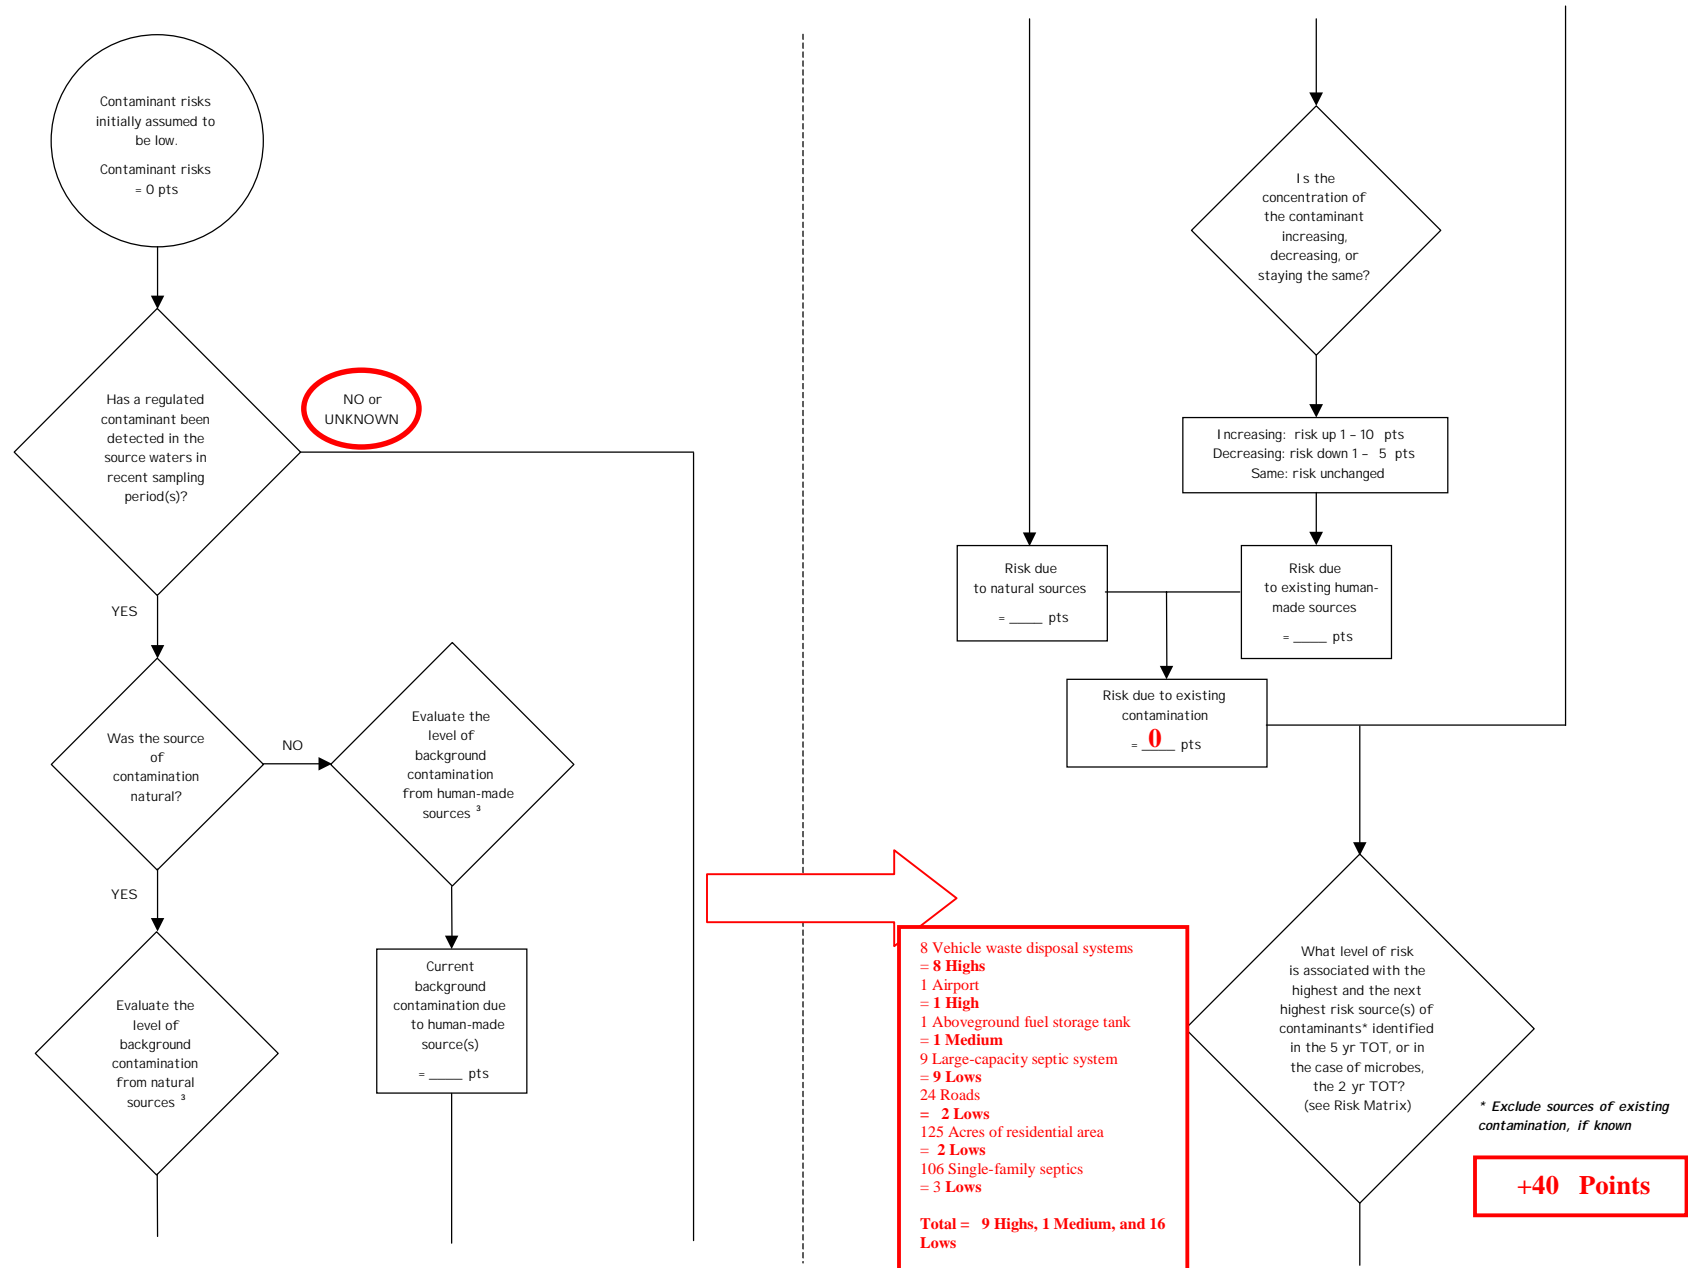 Contaminant risks
initially assumed to
be low.
Contaminant risks
= 0 pts
Has a regulated
contaminant been
detected in the
source waters in
recent sampling
period(s)?
NO or
UNKNOWN
YES
Was the source
of
contamination
natural?
NO
Evaluate the
level of
background
contamination
from human-made
sources ³
YES
Evaluate the
level of
background
contamination
from natural
sources ³
Current
background
contamination due
to human-made
source(s)
= _____ pts
Is the
concentration of
the contaminant
increasing,
decreasing, or
staying the same?
Increasing: risk up 1 – 10 pts
Decreasing: risk down 1 – 5 pts
Same: risk unchanged
Risk due
to natural sources
= _____ pts
Risk due
to existing human-
made sources
= _____ pts
Risk due to existing
contamination
= __0__ pts
8 Vehicle waste disposal systems
= 8 Highs
1 Airport
= 1 High
1 Aboveground fuel storage tank
= 1 Medium
9 Large-capacity septic system
= 9 Lows
24 Roads
= 2 Lows
125 Acres of residential area
= 2 Lows
106 Single-family septics
= 3 Lows
Total = 9 Highs, 1 Medium, and 16
Lows
What level of risk
is associated with the
highest and the next
highest risk source(s) of
contaminants* identified
in the 5 yr TOT, or in
the case of microbes,
the 2 yr TOT?
(see Risk Matrix)
* Exclude sources of existing
contamination, if known
+40 Points